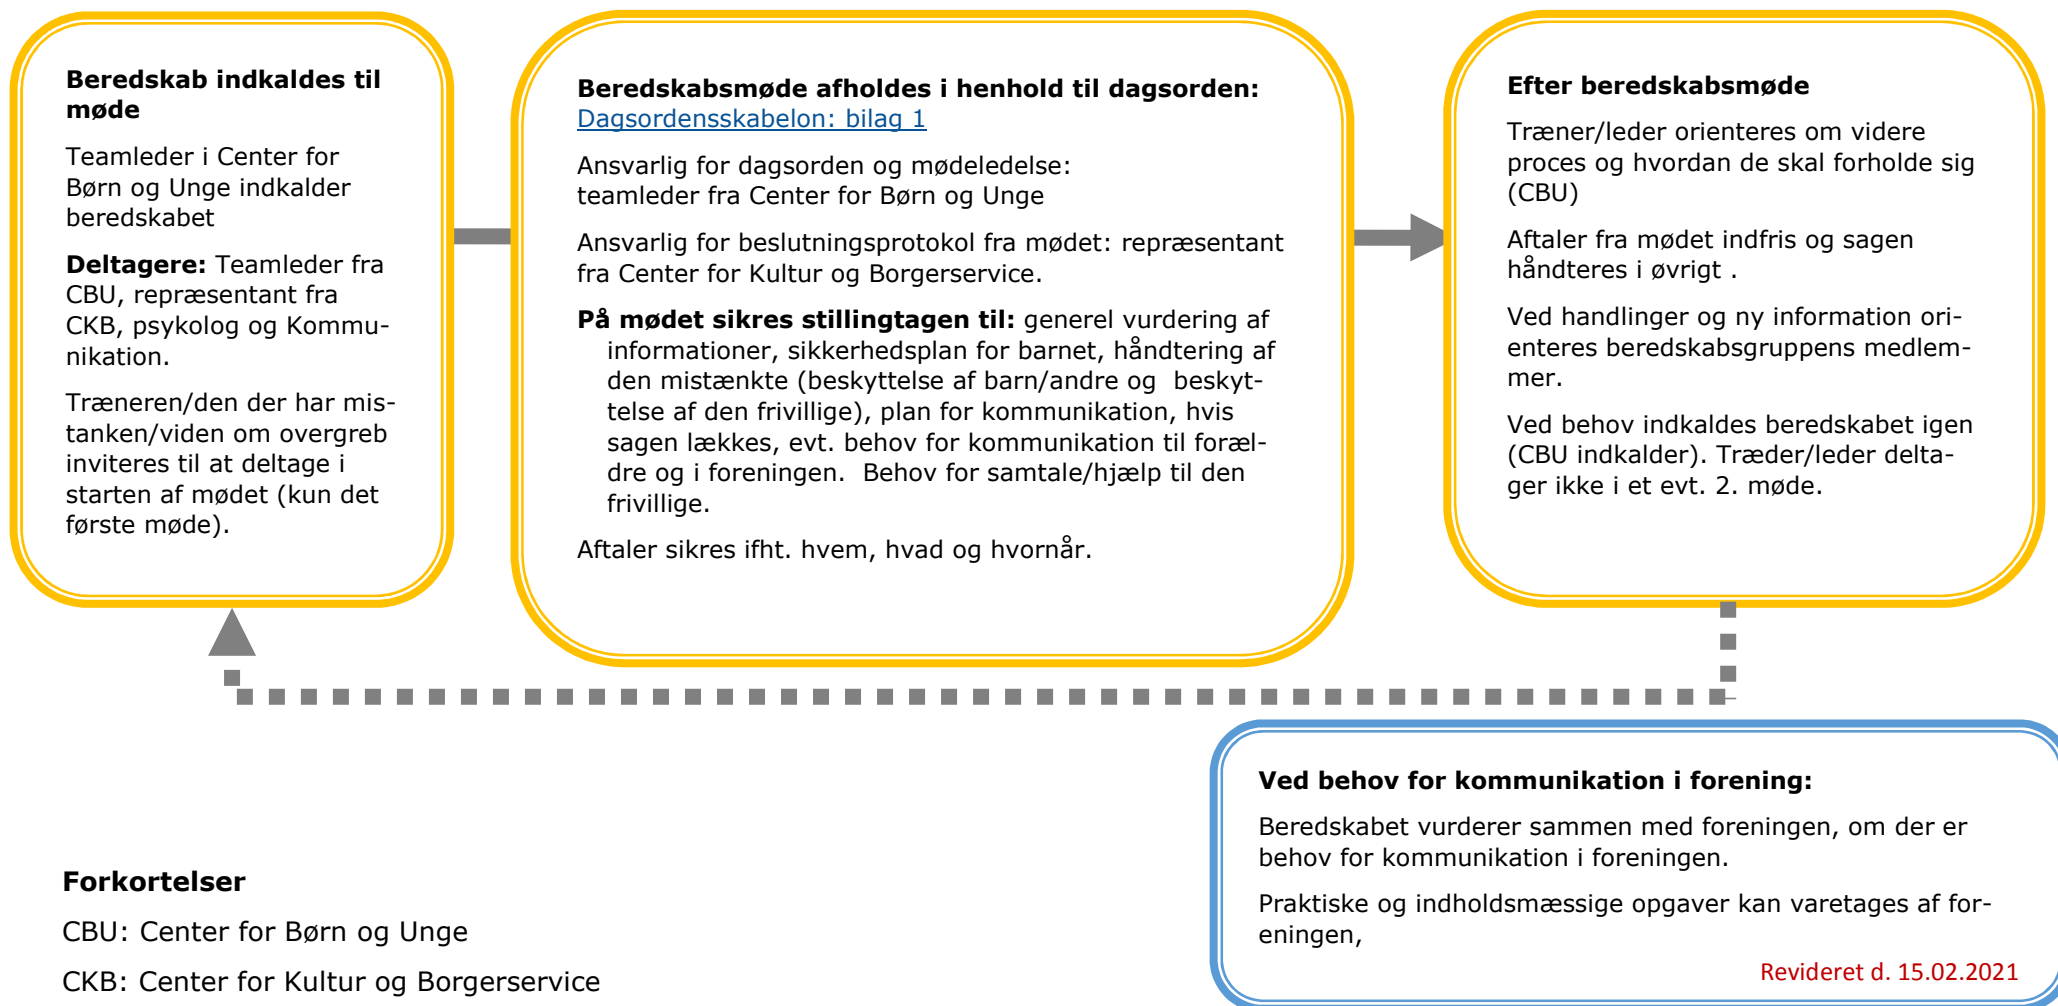 Beredskab indkaldes til
møde
Teamleder i Center for
Børn og Unge indkalder
beredskabet
Deltagere: Teamleder fra
CBU, repræsentant fra
CKB, psykolog og Kommu-
nikation.
Træneren/den der har mis-
tanken/viden om overgreb
inviteres til at deltage i
starten af mødet (kun det
første møde).
Beredskabsmøde afholdes i henhold til dagsorden:
Dagsordensskabelon: bilag 1
Ansvarlig for dagsorden og mødeledelse:
teamleder fra Center for Børn og Unge
Ansvarlig for beslutningsprotokol fra mødet: repræsentant
fra Center for Kultur og Borgerservice.
På mødet sikres stillingtagen til: generel vurdering af
informationer, sikkerhedsplan for barnet, håndtering af
den mistænkte (beskyttelse af barn/andre og  beskyt-
telse af den frivillige), plan for kommunikation, hvis
sagen lækkes, evt. behov for kommunikation til foræl-
dre og i foreningen.  Behov for samtale/hjælp til den
frivillige.
Aftaler sikres ifht. hvem, hvad og hvornår.
Efter beredskabsmøde
Træner/leder orienteres om videre
proces og hvordan de skal forholde sig
(CBU)
Aftaler fra mødet indfris og sagen
håndteres i øvrigt .
Ved handlinger og ny information ori-
enteres beredskabsgruppens medlem-
mer.
Ved behov indkaldes beredskabet igen
(CBU indkalder). Træder/leder delta-
ger ikke i et evt. 2. møde.
Ved behov for kommunikation i forening:
Beredskabet vurderer sammen med foreningen, om der er
behov for kommunikation i foreningen.
Praktiske og indholdsmæssige opgaver kan varetages af for-
eningen,
Revideret d. 15.02.2021
Forkortelser
CBU: Center for Børn og Unge
CKB: Center for Kultur og Borgerservice